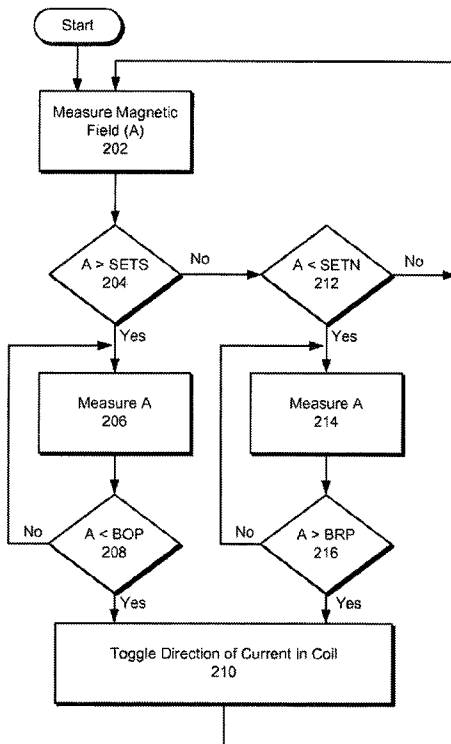 Start
Measure Magnetic
Field (A)
202
A > SETS
204
No
A < SETN
212
No
Yes
Yes
Measure A
206
Measure A
214
No
A < BOP
208
No
A > BRP
216
Yes
Yes
Toggle Direction of Current in Coil
210